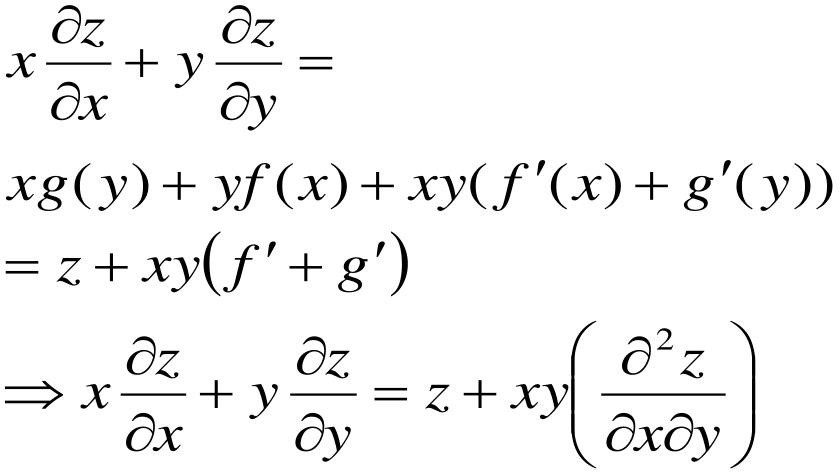 x ∂z/∂x + y ∂z/∂y =
xg(y) + yf(x) + xy(f′(x) + g′(y))
= z + xy(f′ + g′)
⇒ x ∂z/∂x + y ∂z/∂y = z + xy(∂²z/∂x∂y)